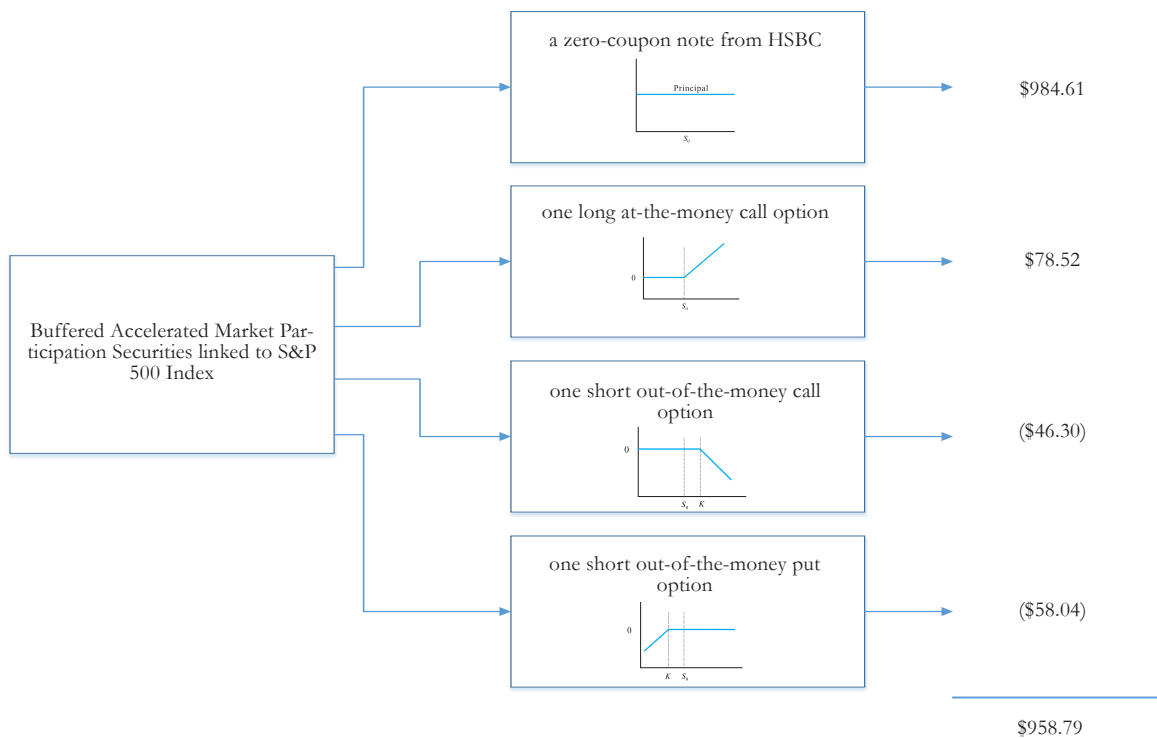 a zero-coupon note from HSBC
Principal
S₀
$984.61
one long at-the-money call option
0
S₀
$78.52
Buffered Accelerated Market Par-
ticipation Securities linked to S&P
500 Index
one short out-of-the-money call
option
0
S₀ K
($46.30)
one short out-of-the-money put
option
0
K S₀
($58.04)
$958.79